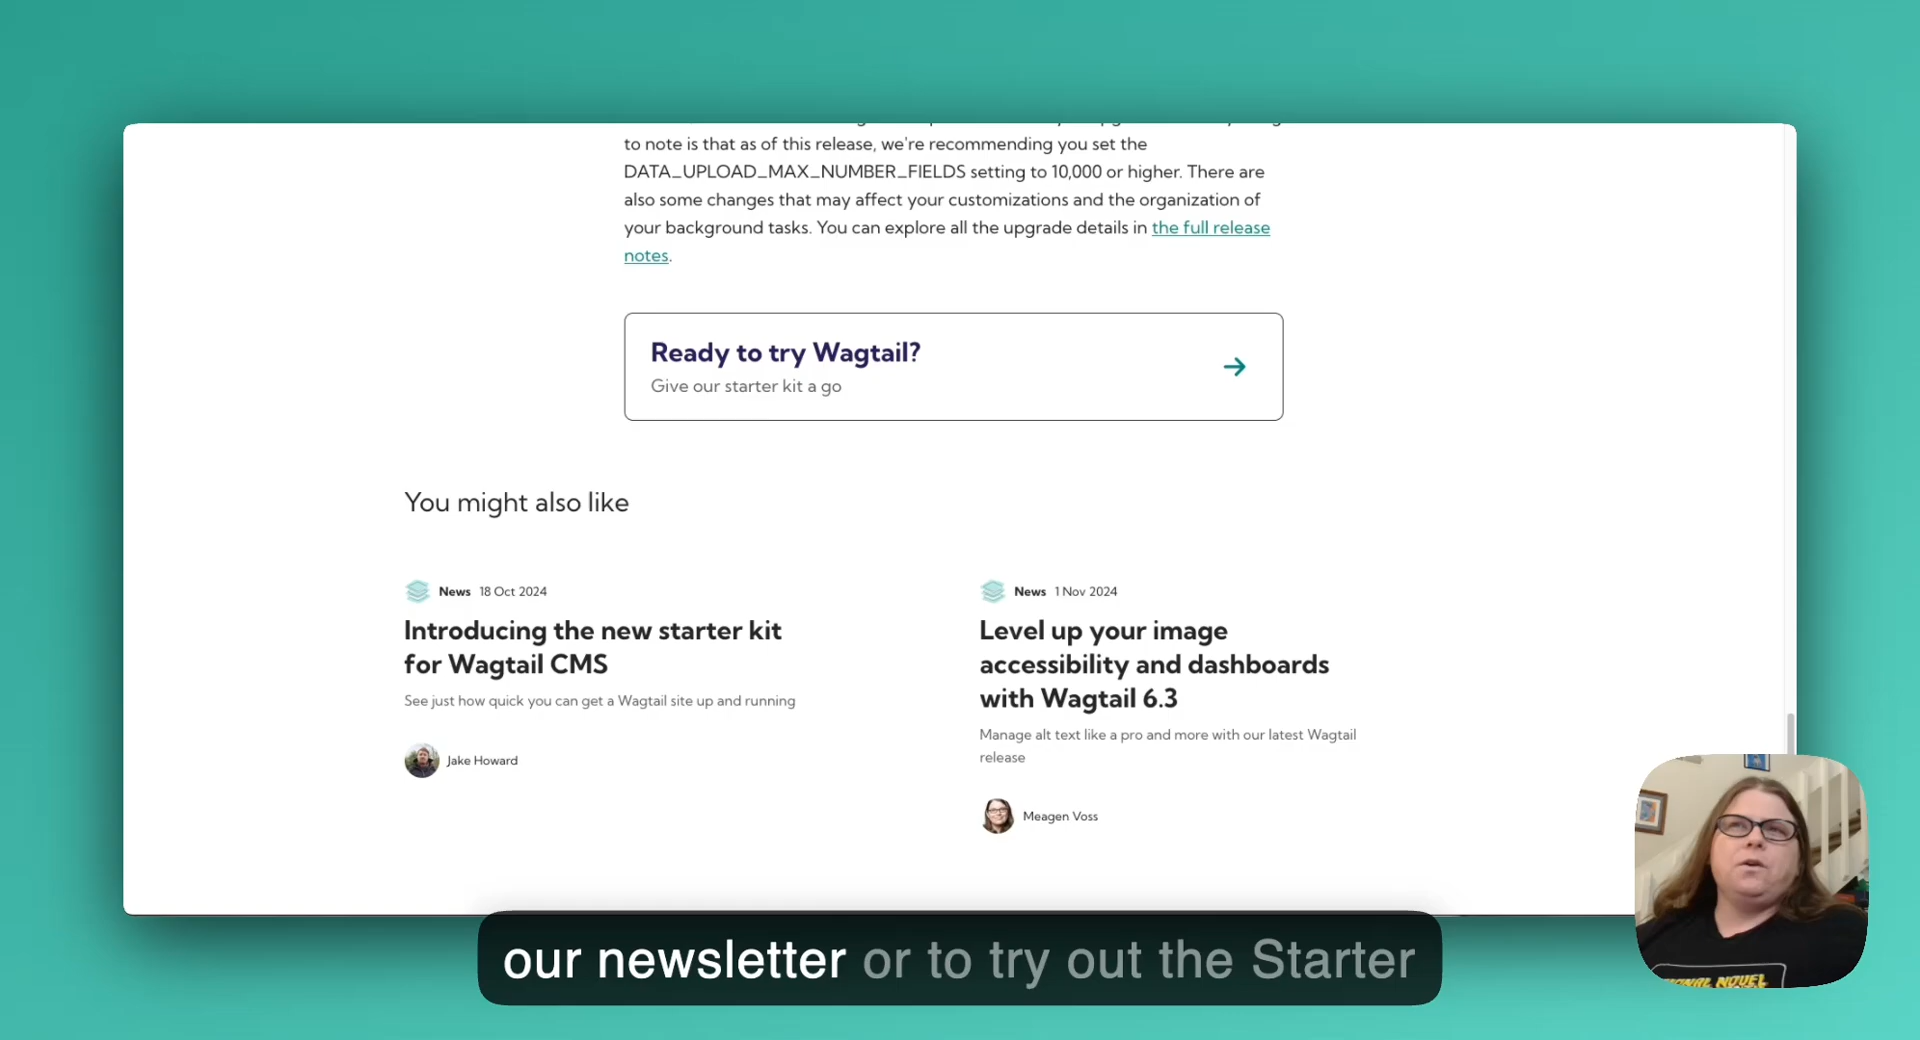 to note is that as of this release, we're recommending you set the
DATA_UPLOAD_MAX_NUMBER_FIELDS setting to 10,000 or higher. There are
also some changes that may affect your customizations and the organization of
your background tasks. You can explore all the upgrade details in the full release
notes.
Ready to try Wagtail?
Give our starter kit a go
You might also like
News 18 Oct 2024
Introducing the new starter kit
for Wagtail CMS
See just how quick you can get a Wagtail site up and running
Jake Howard
News 1 Nov 2024
Level up your image
accessibility and dashboards
with Wagtail 6.3
Manage alt text like a pro and more with our latest Wagtail
release
Meagen Voss
NOVEL
our newsletter or to try out the Starter